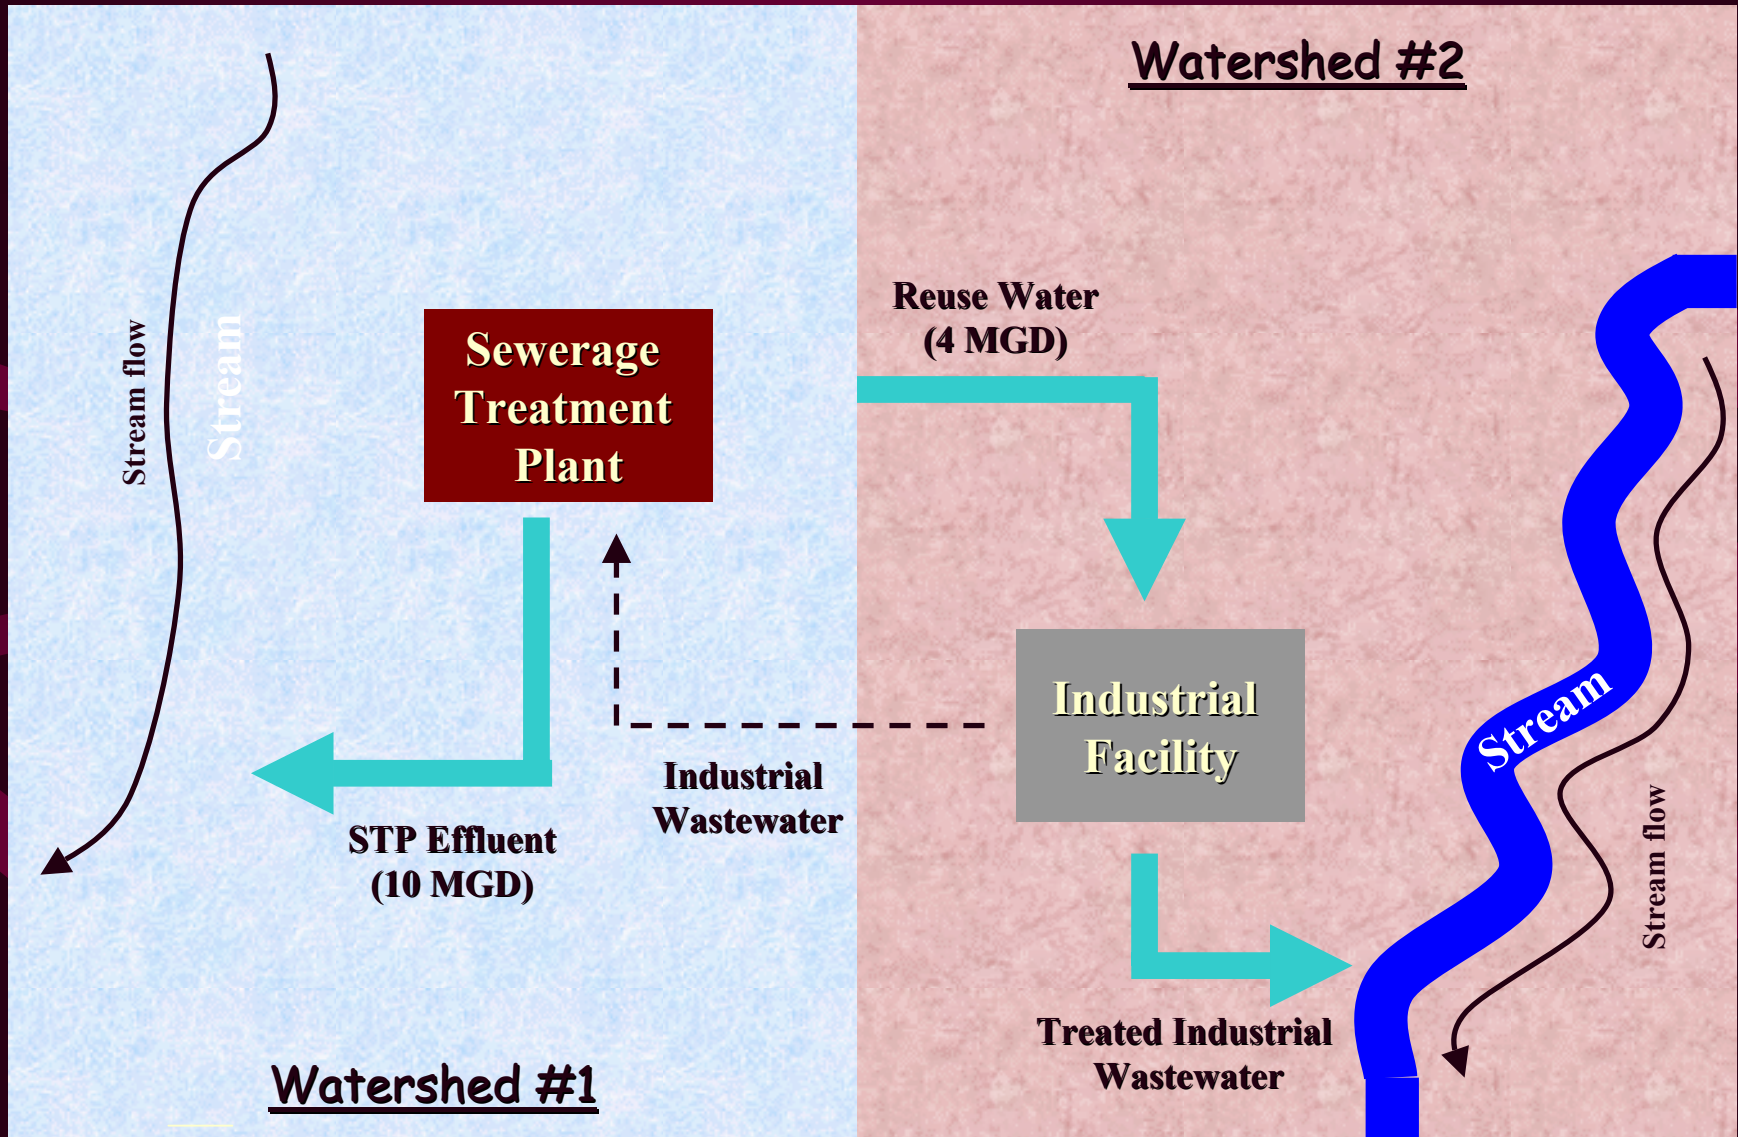 Watershed #2
Reuse Water
(4 MGD)
Stream flow
Stream
Sewerage
Treatment
Plant
Industrial
Facility
Stream
Industrial
Wastewater
STP Effluent
(10 MGD)
Stream flow
Treated Industrial
Wastewater
Watershed #1